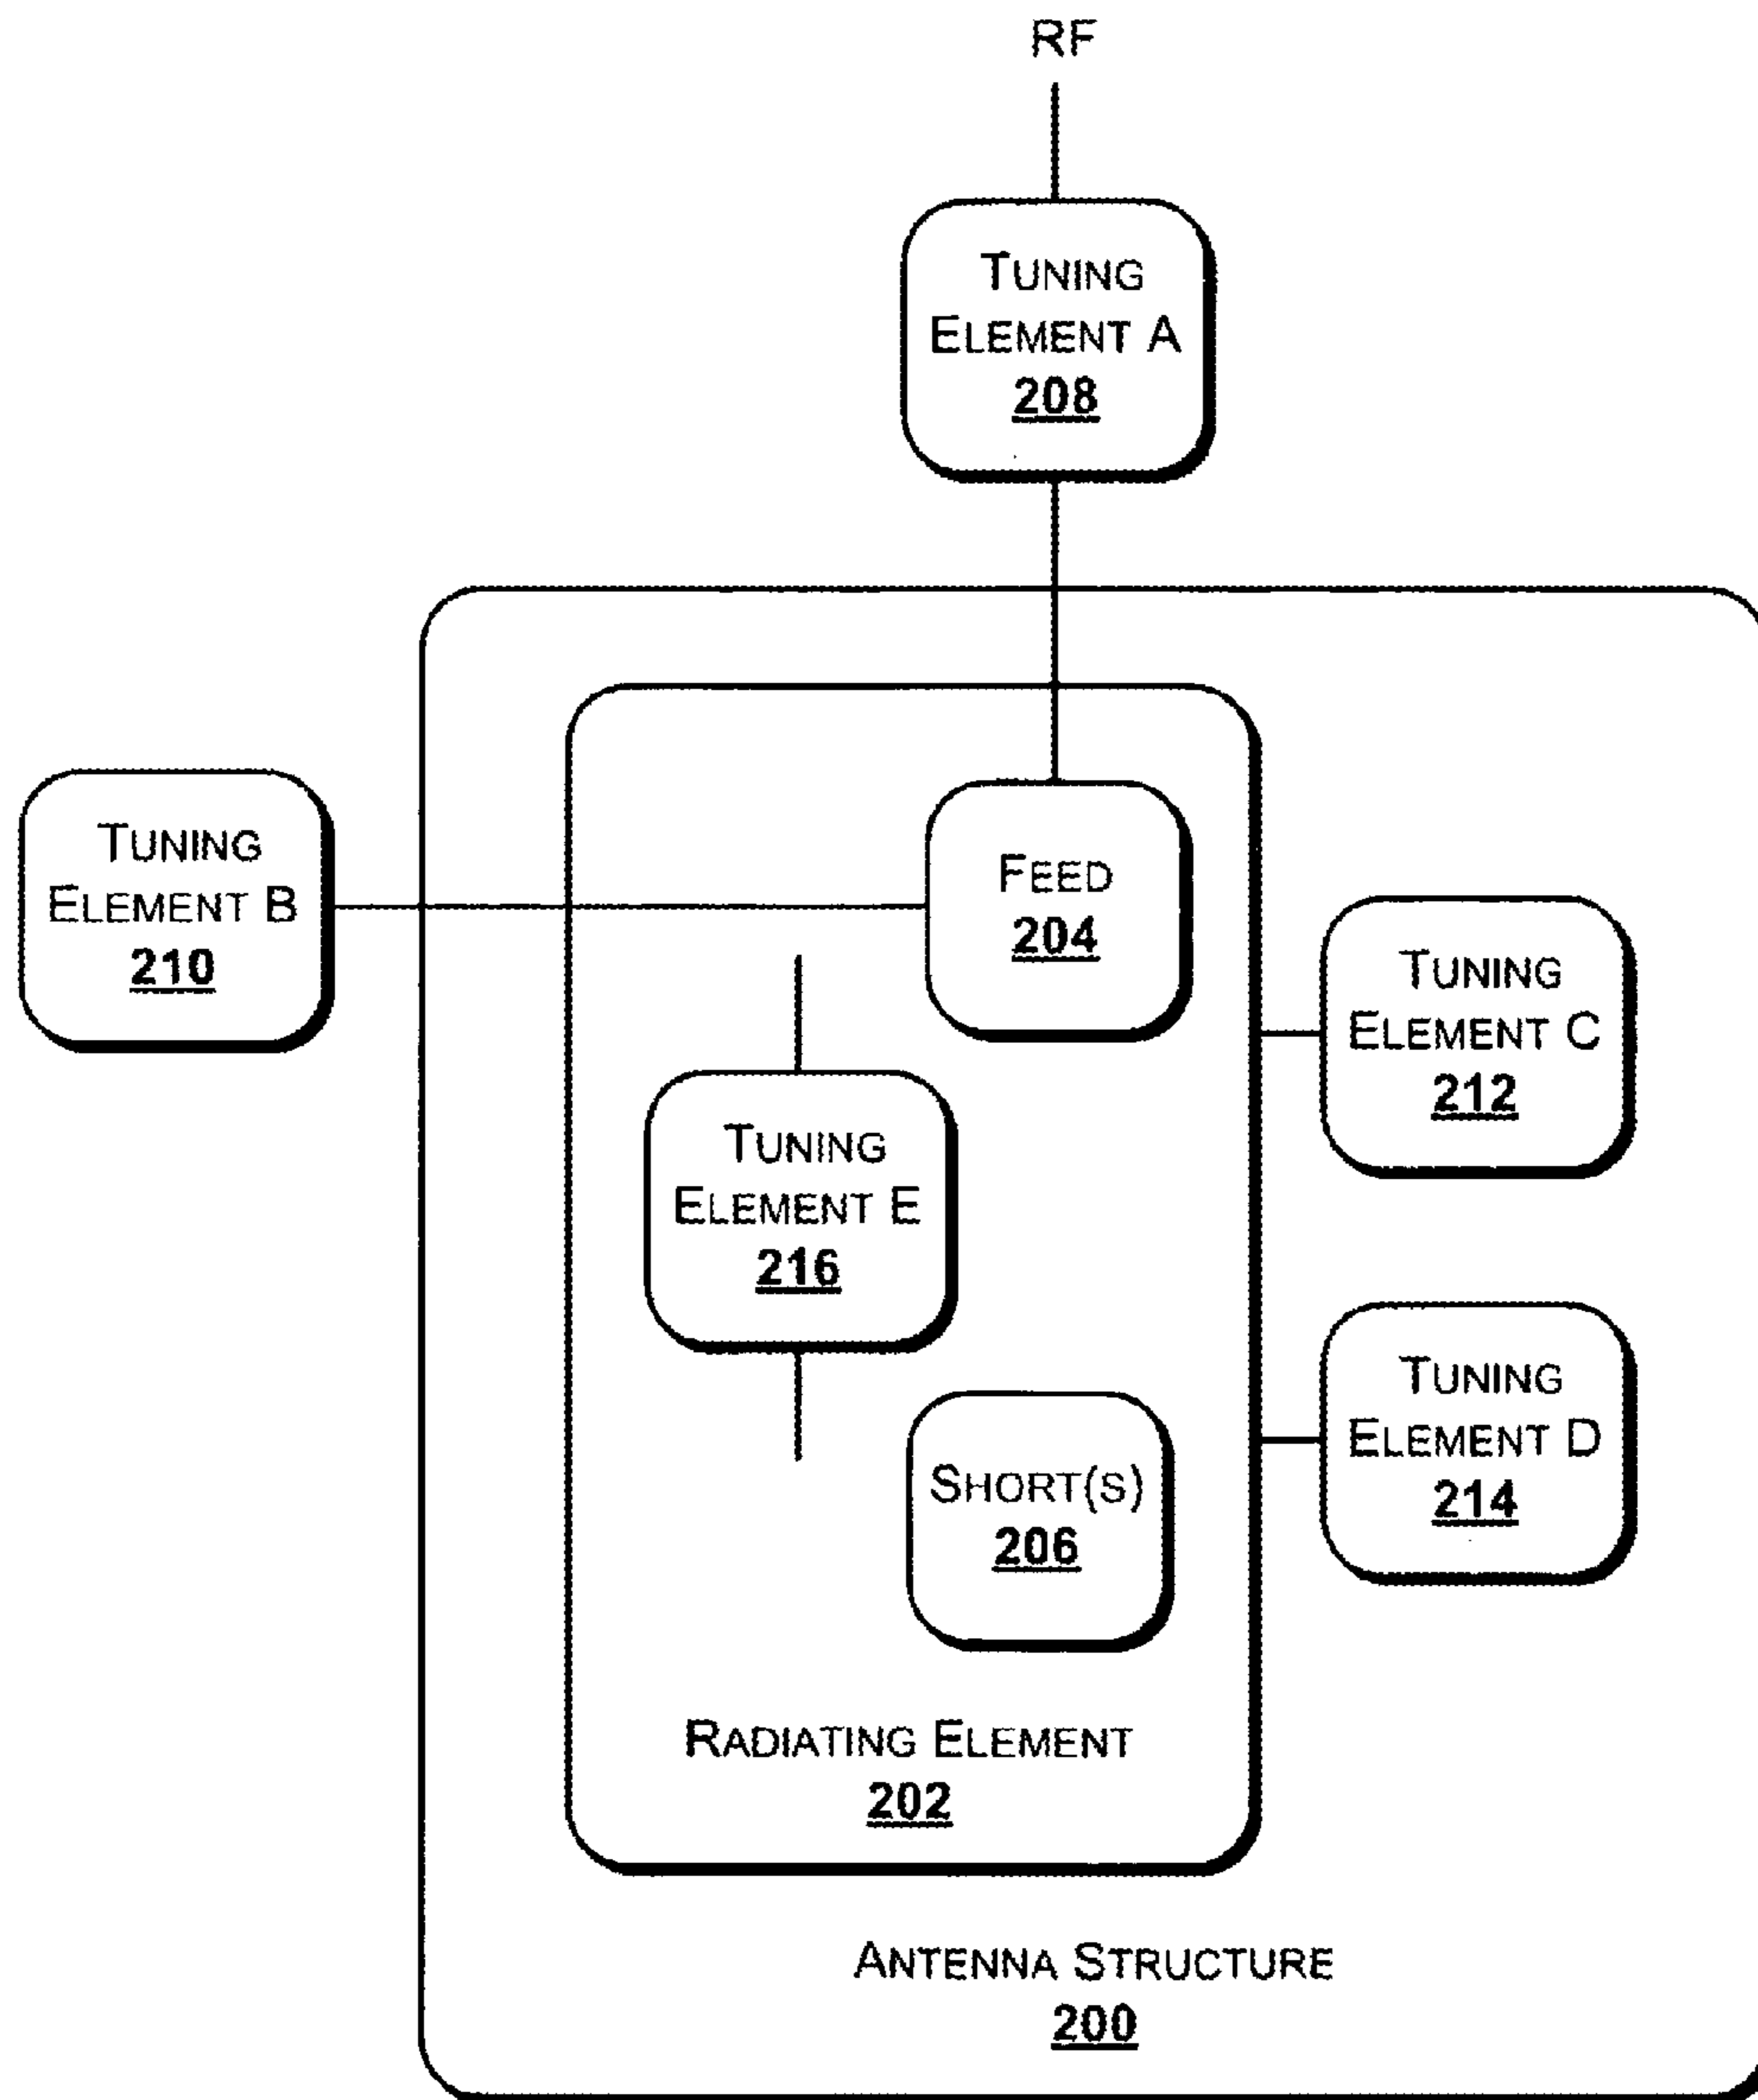 RF
TUNING
ELEMENT A
208
TUNING
ELEMENT B
210
FEED
204
TUNING
ELEMENT C
212
TUNING
ELEMENT E
216
TUNING
ELEMENT D
214
SHORT(S)
206
RADIATING ELEMENT
202
ANTENNA STRUCTURE
200